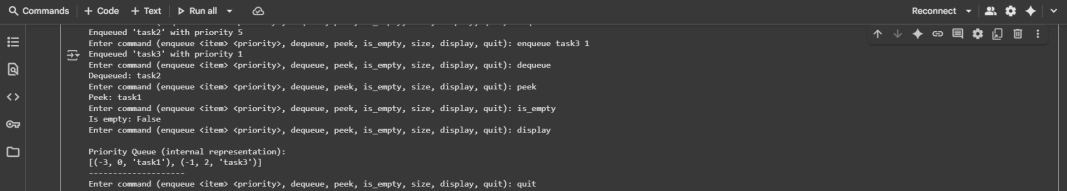 Commands + Code + Text Run all Reconnect
Enqueued 'task2' with priority 5
Enter command (enqueue <item> <priority>, dequeue, peek, is_empty, size, display, quit): enqueue task3 1
Enqueued 'task3' with priority 1
Enter command (enqueue <item> <priority>, dequeue, peek, is_empty, size, display, quit): dequeue
Dequeued: task2
Enter command (enqueue <item> <priority>, dequeue, peek, is_empty, size, display, quit): peek
Peek: task1
Enter command (enqueue <item> <priority>, dequeue, peek, is_empty, size, display, quit): is_empty
Is empty: False
Enter command (enqueue <item> <priority>, dequeue, peek, is_empty, size, display, quit): display
Priority Queue (internal representation):
[(-3, 0, 'task1'), (-1, 2, 'task3')]
--------------------
Enter command (enqueue <item> <priority>, dequeue, peek, is_empty, size, display, quit): quit